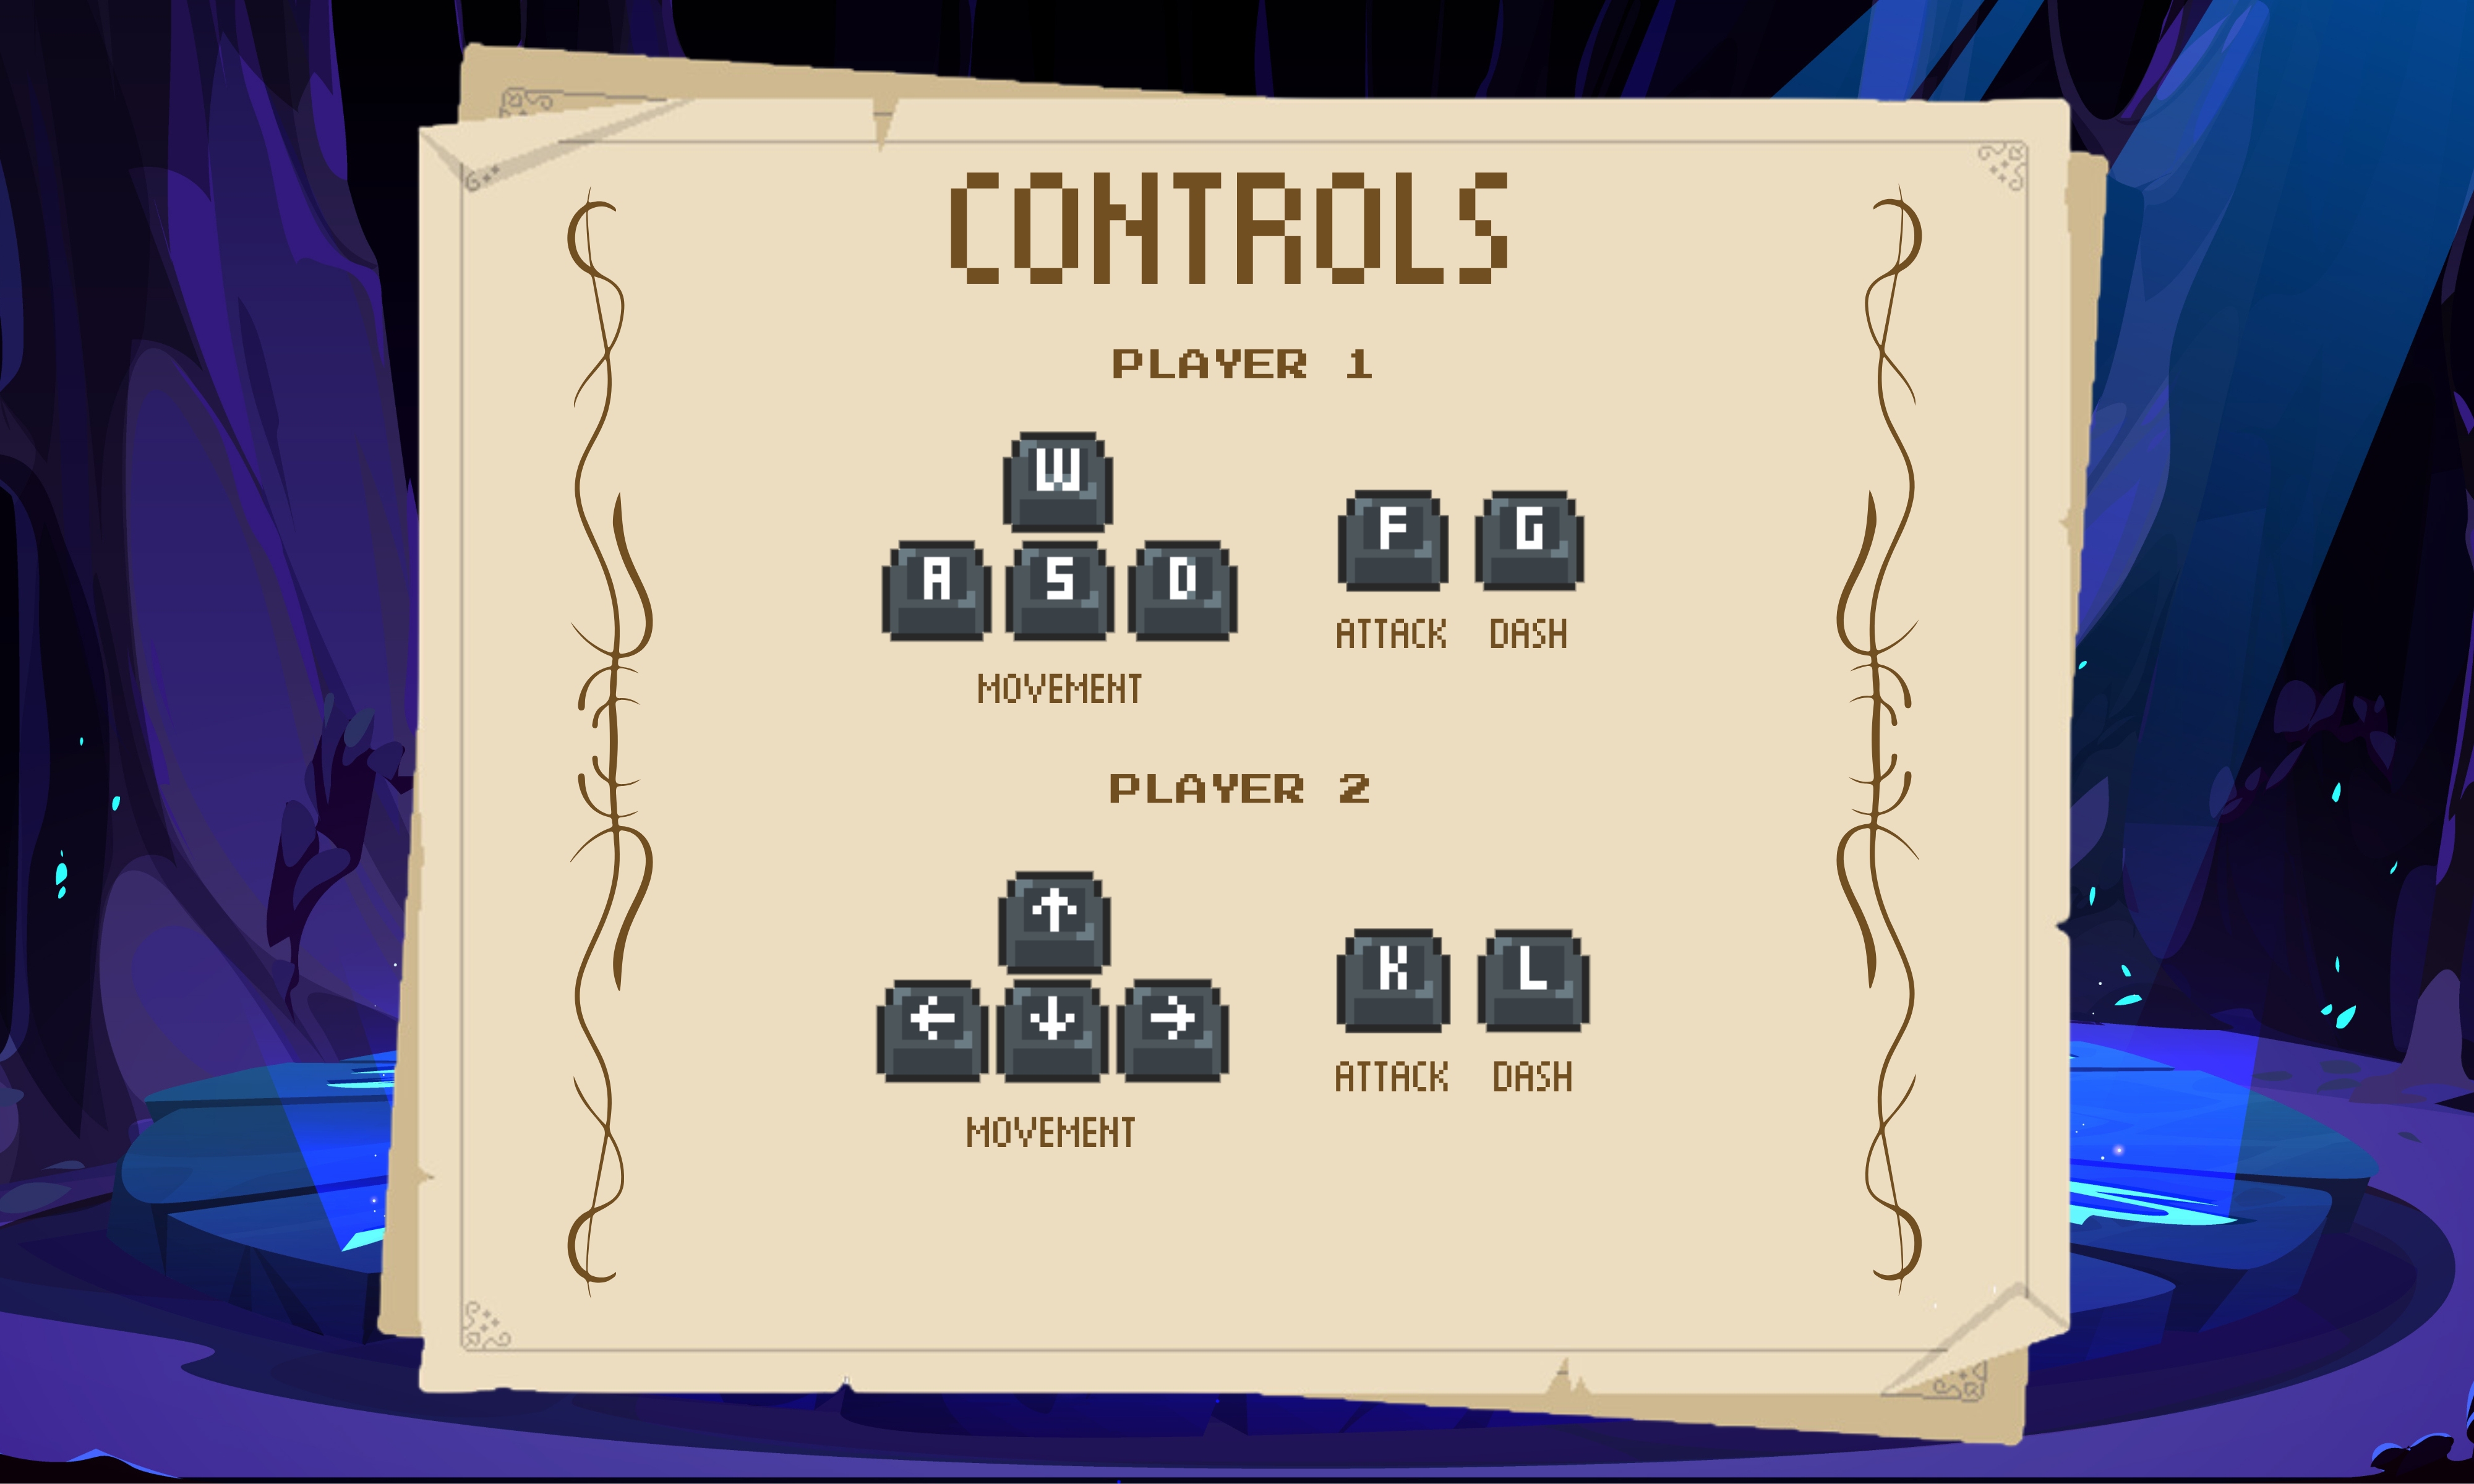 CONTROLS
PLAYER 1
W
A S D
F G
ATTACK DASH
MOVEMENT
PLAYER 2
↑
← ↓ →
K L
ATTACK DASH
MOVEMENT